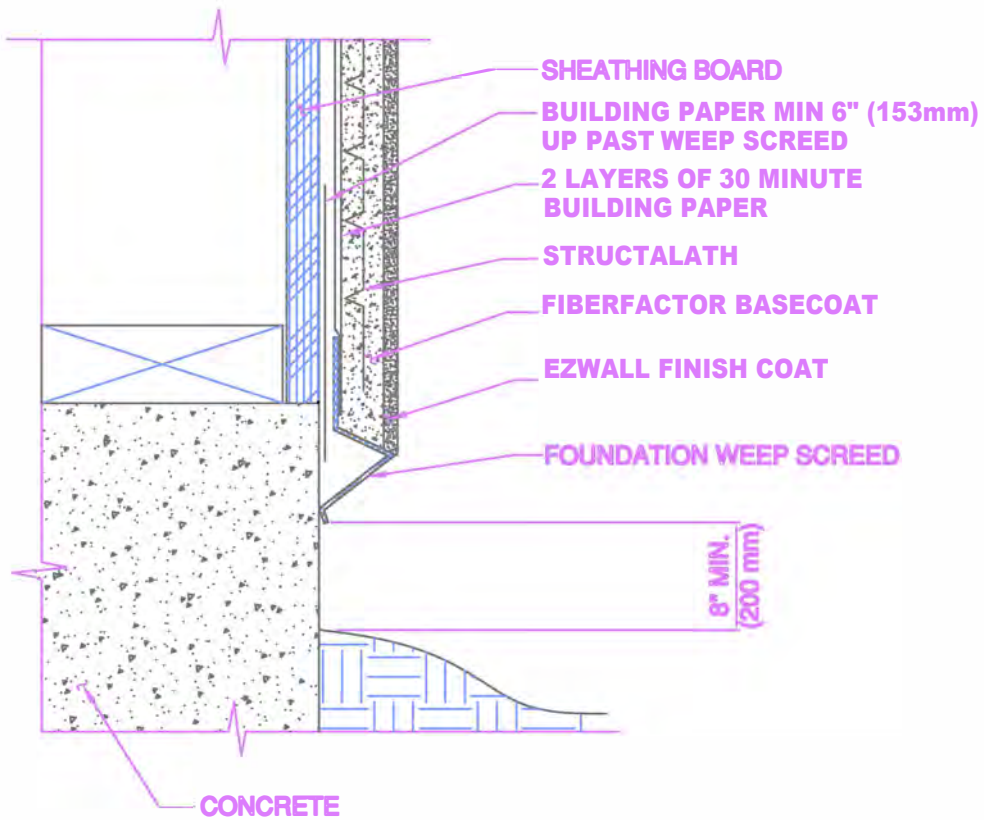 SHEATHING BOARD
BUILDING PAPER MIN 6" (153mm)
UP PAST WEEP SCREED
2 LAYERS OF 30 MINUTE
BUILDING PAPER
STRUCTALATH
FIBERFACTOR BASECOAT
EZWALL FINISH COAT
FOUNDATION WEEP SCREED
8" MIN.
(200 mm)
CONCRETE